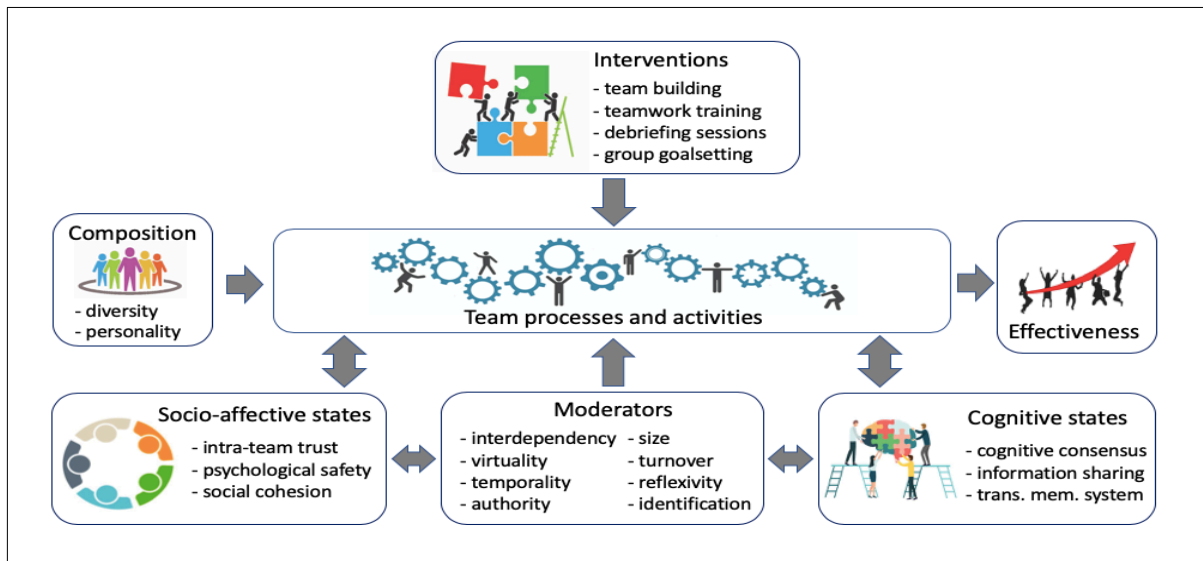 Interventions
- team building
- teamwork training
- debriefing sessions
- group goalsetting
Composition
- diversity
- personality
Team processes and activities
Effectiveness
Socio-affective states
- intra-team trust
- psychological safety
- social cohesion
Moderators
- interdependency - size
- virtuality - turnover
- temporality - reflexivity
- authority - identification
Cognitive states
- cognitive consensus
- information sharing
- trans. mem. system